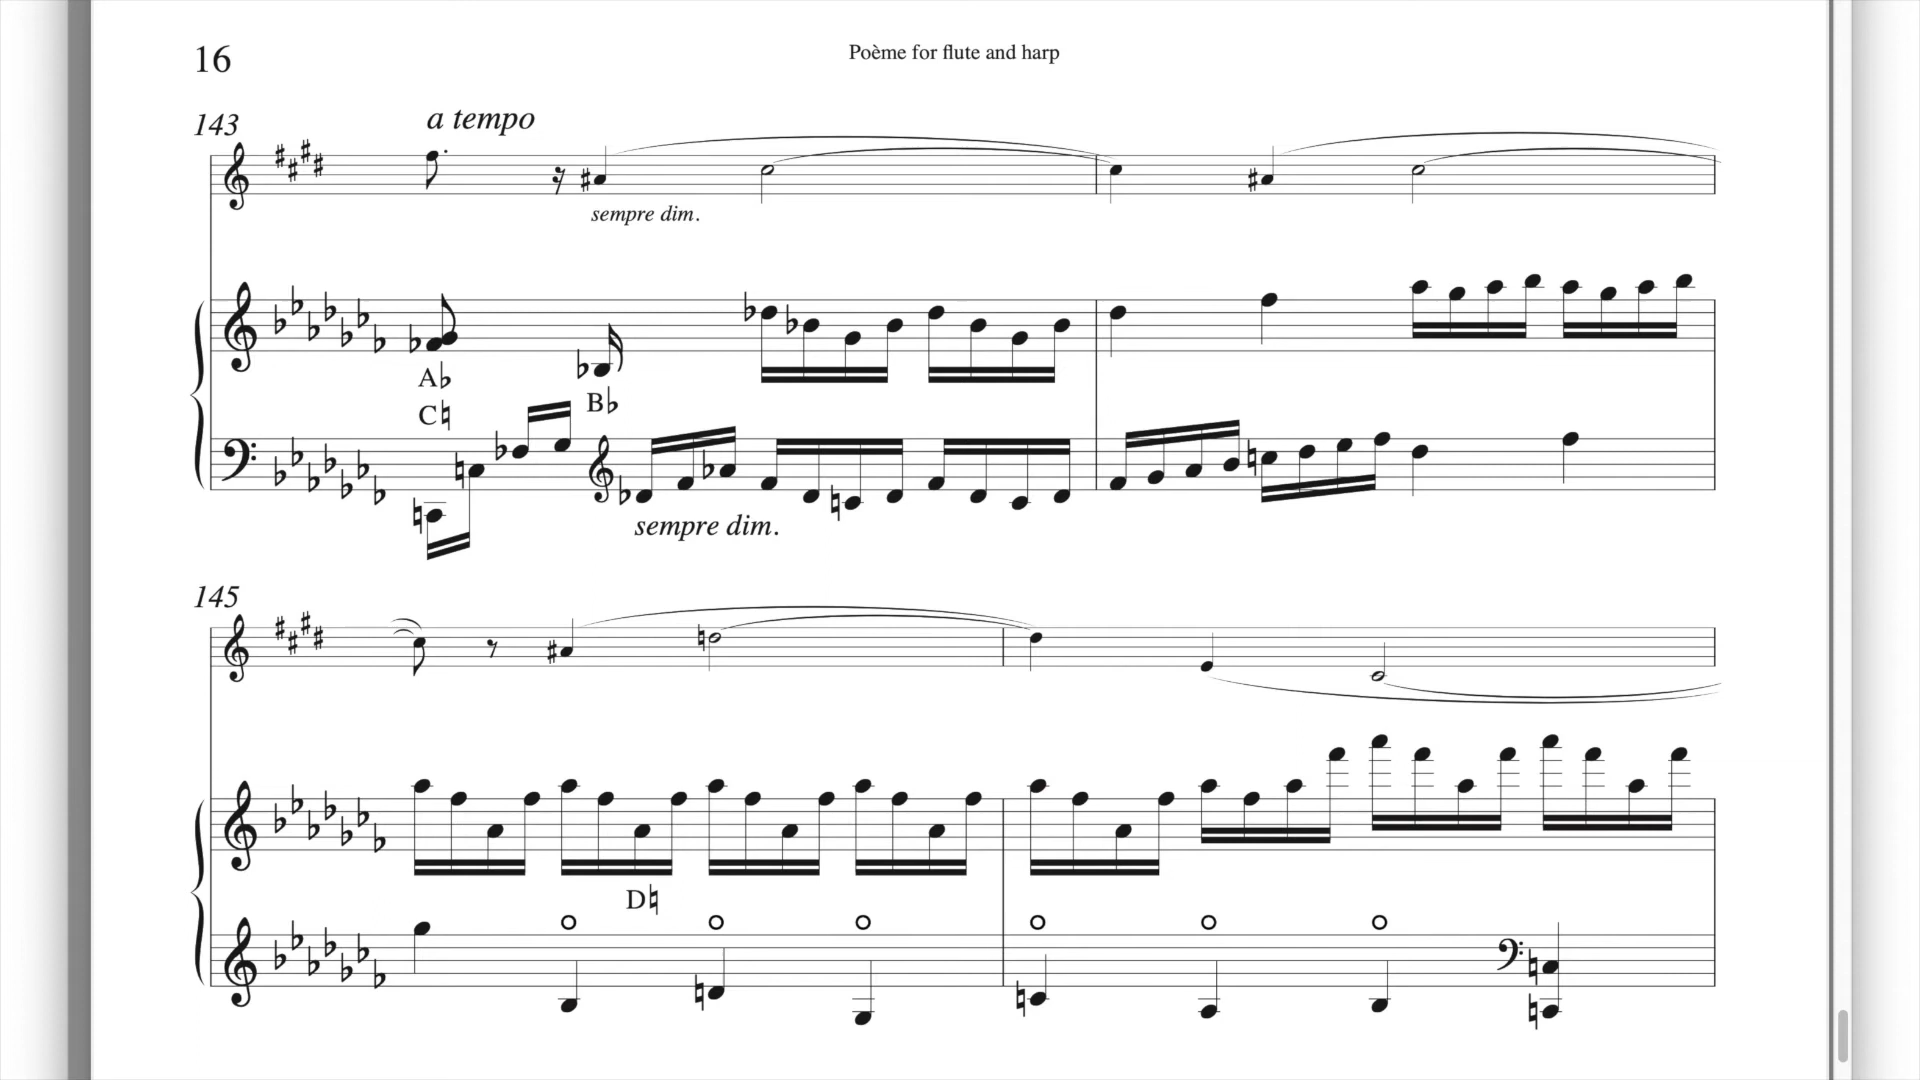 16
Poème for flute and harp
143
a tempo
sempre dim.
A♭
C♮
B♭
sempre dim.
145
D♮